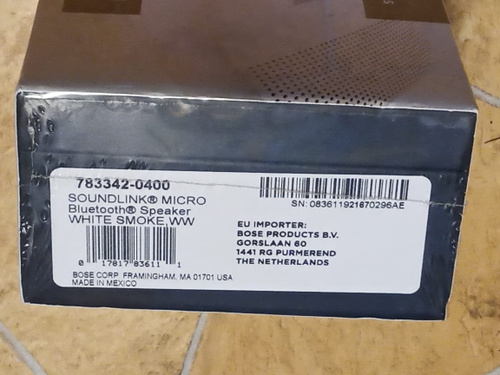 783342-0400
SOUNDLINK® MICRO
Bluetooth® Speaker
WHITE SMOKE,WW
0 17817 83611 1
BOSE CORP. FRAMINGHAM, MA 01701 USA
MADE IN MEXICO
SN: 083611921670296AE
EU IMPORTER:
BOSE PRODUCTS B.V.
GORSLAAN 60
1441 RG PURMEREND
THE NETHERLANDS